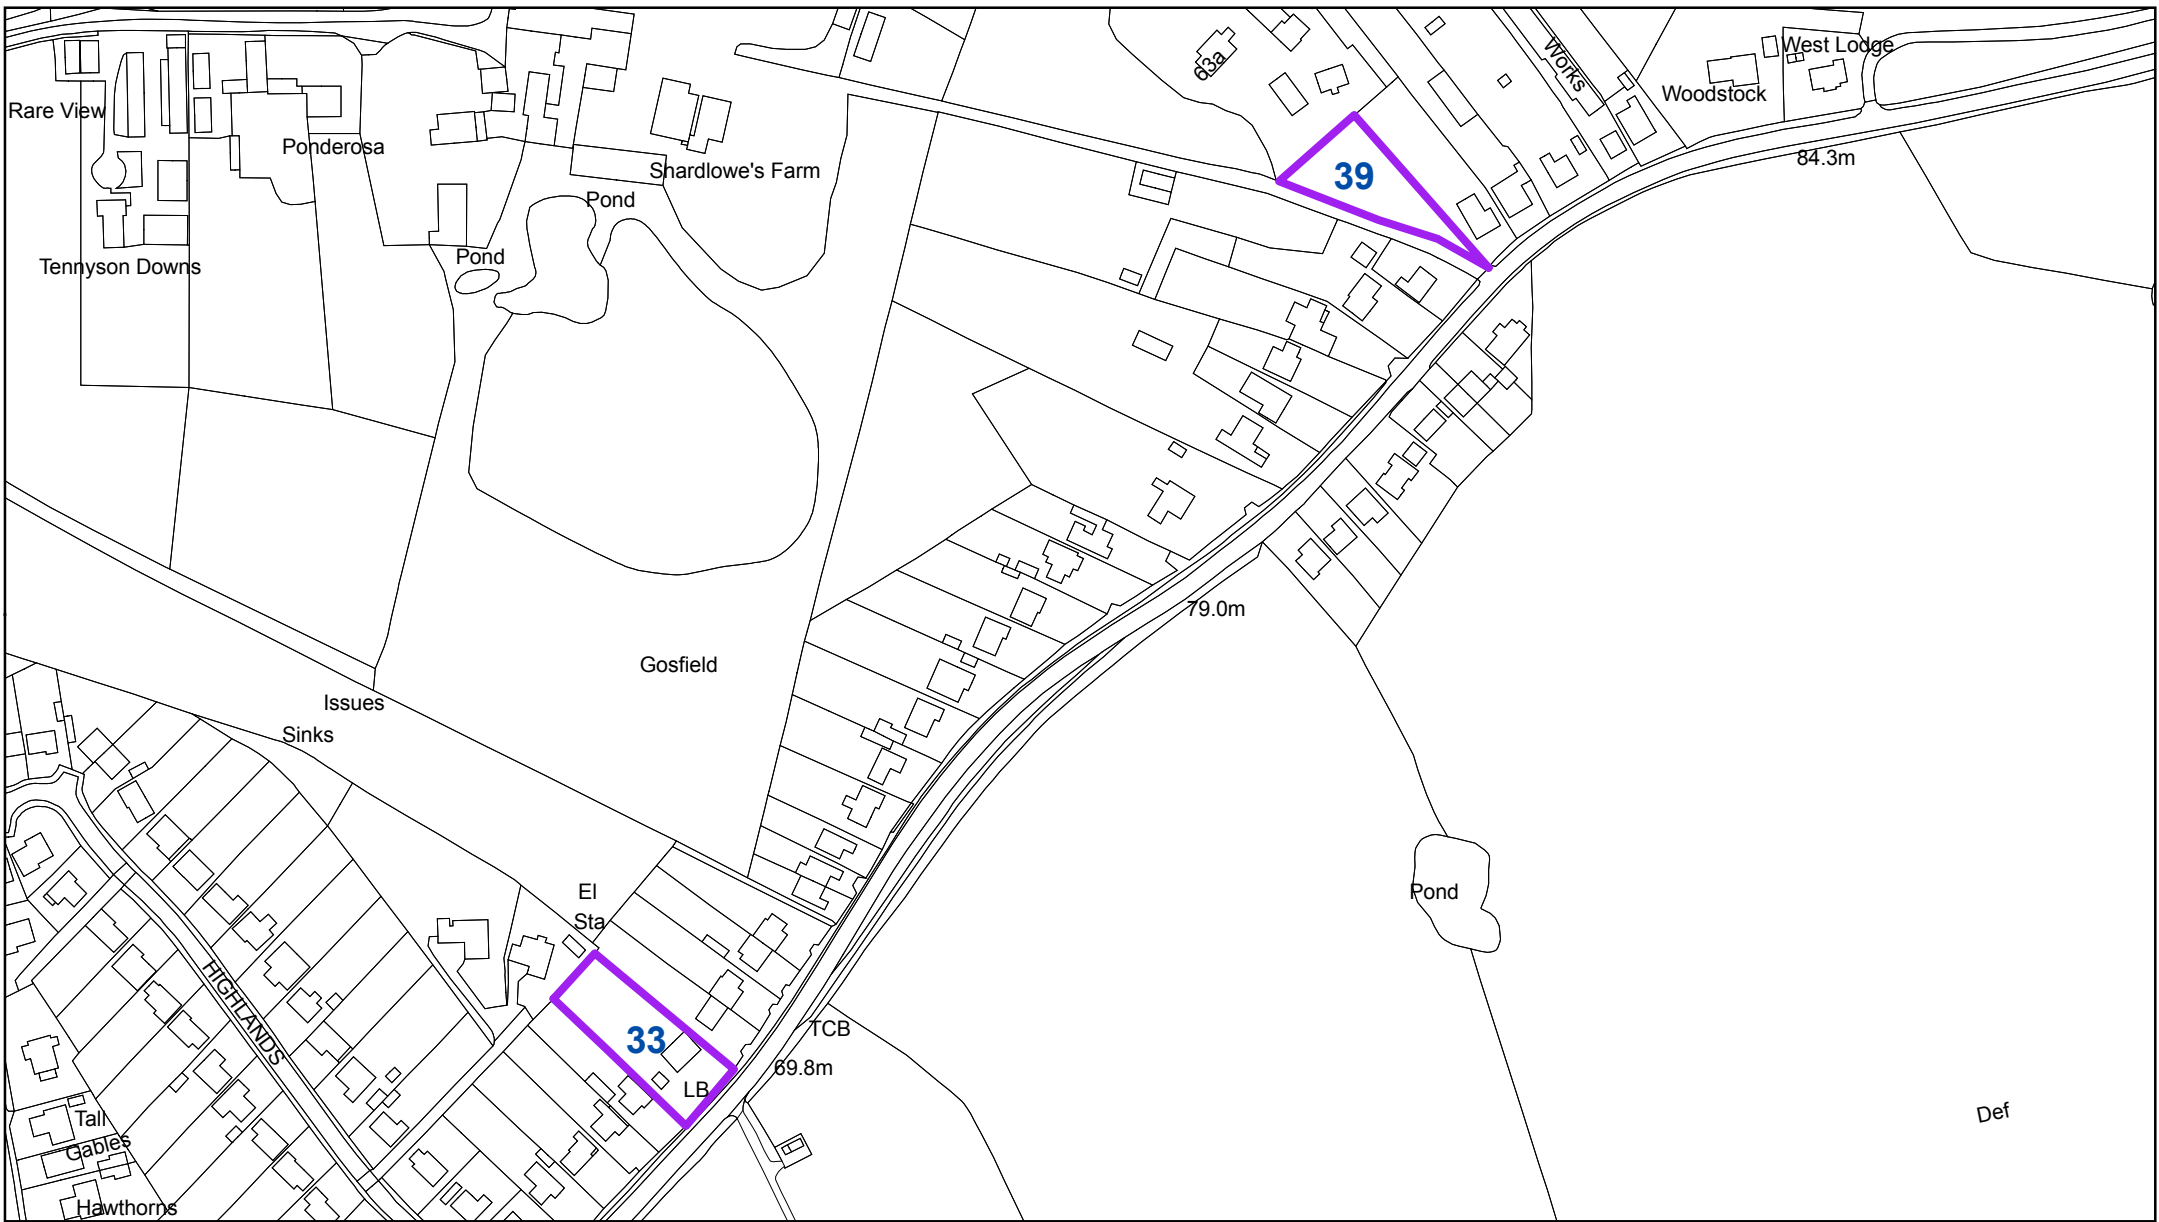 63a
Works
West Lodge
Woodstock
Rare View
Ponderosa
Shardlowe's Farm
84.3m
39
Pond
Pond
Tennyson Downs
79.0m
Gosfield
Issues
Sinks
El
Sta
Pond
HIGHLANDS
33
TCB
69.8m
LB
Def
Tall
Gables
Hawthorns